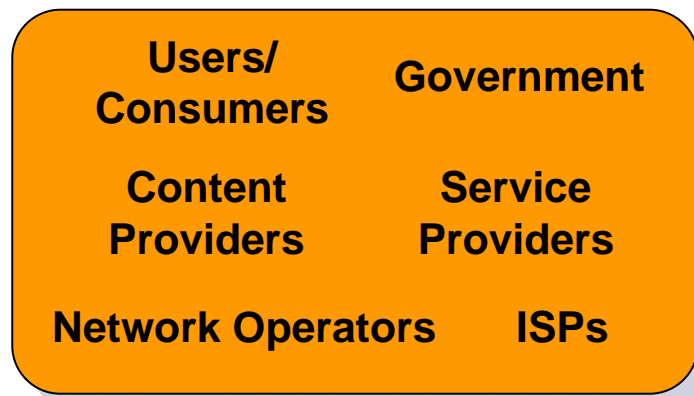 Users/
Consumers
Government
Content
Providers
Service
Providers
Network Operators
ISPs